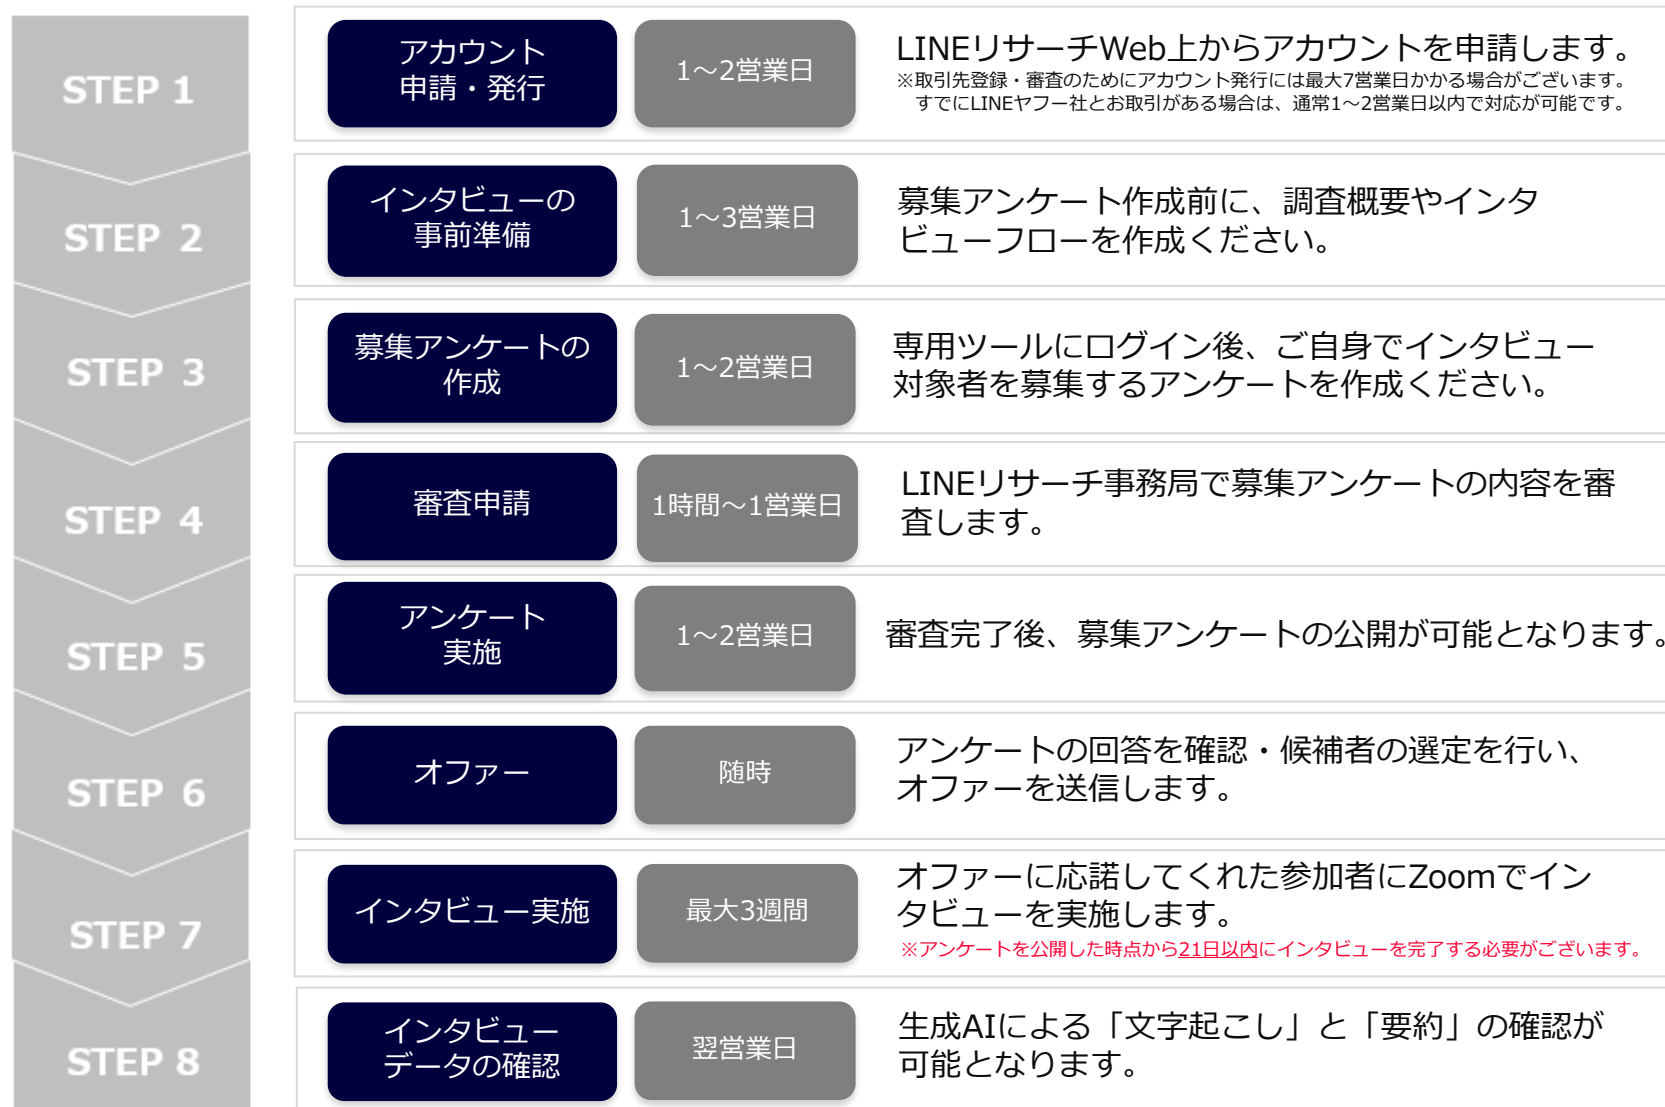 STEP 1
アカウント
申請・発行
1～2営業日
LINEリサーチWeb上からアカウントを申請します。
※取引先登録・審査のためにアカウント発行には最大7営業日かかる場合がございます。
すでにLINEヤフー社とお取引がある場合は、通常1～2営業日以内で対応が可能です。
STEP 2
インタビューの
事前準備
1～3営業日
募集アンケート作成前に、調査概要やインタ
ビューフローを作成ください。
STEP 3
募集アンケートの
作成
1～2営業日
専用ツールにログイン後、ご自身でインタビュー
対象者を募集するアンケートを作成ください。
STEP 4
審査申請
1時間～1営業日
LINEリサーチ事務局で募集アンケートの内容を審
査します。
STEP 5
アンケート
実施
1～2営業日
審査完了後、募集アンケートの公開が可能となります。
STEP 6
オファー
随時
アンケートの回答を確認・候補者の選定を行い、
オファーを送信します。
STEP 7
インタビュー実施
最大3週間
オファーに応諾してくれた参加者にZoomでイン
タビューを実施します。
※アンケートを公開した時点から21日以内にインタビューを完了する必要がございます。
STEP 8
インタビュー
データの確認
翌営業日
生成AIによる「文字起こし」と「要約」の確認が
可能となります。